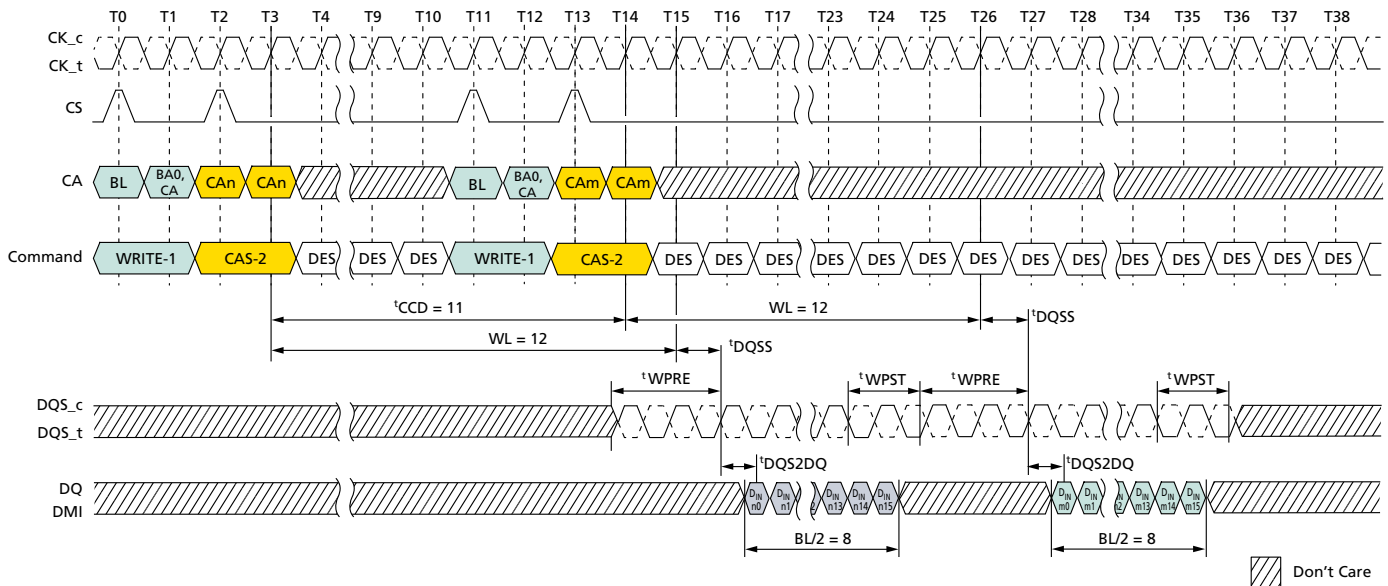 T0 T1 T2 T3 T4 T9 T10 T11 T12 T13 T14 T15 T16 T17 T23 T24 T25 T26 T27 T28 T34 T35 T36 T37 T38
CK_c
CK_t
CS
CA BL BA0, CA CAn CAn BL BA0, CA CAm CAm
Command WRITE-1 CAS-2 DES DES DES WRITE-1 CAS-2 DES DES DES DES DES DES DES DES DES DES DES DES DES DES
tCCD = 11 WL = 12 tDQSS
WL = 12 tDQSS
tWPRE tWPST tWPRE tWPST
DQS_c
DQS_t
tDQS2DQ tDQS2DQ
DQ
DMI
DIN n0 DIN n1 DIN n13 DIN n14 DIN n15 DIN m0 DIN m1 DIN m13 DIN m14 DIN m15
BL/2 = 8 BL/2 = 8
Don't Care